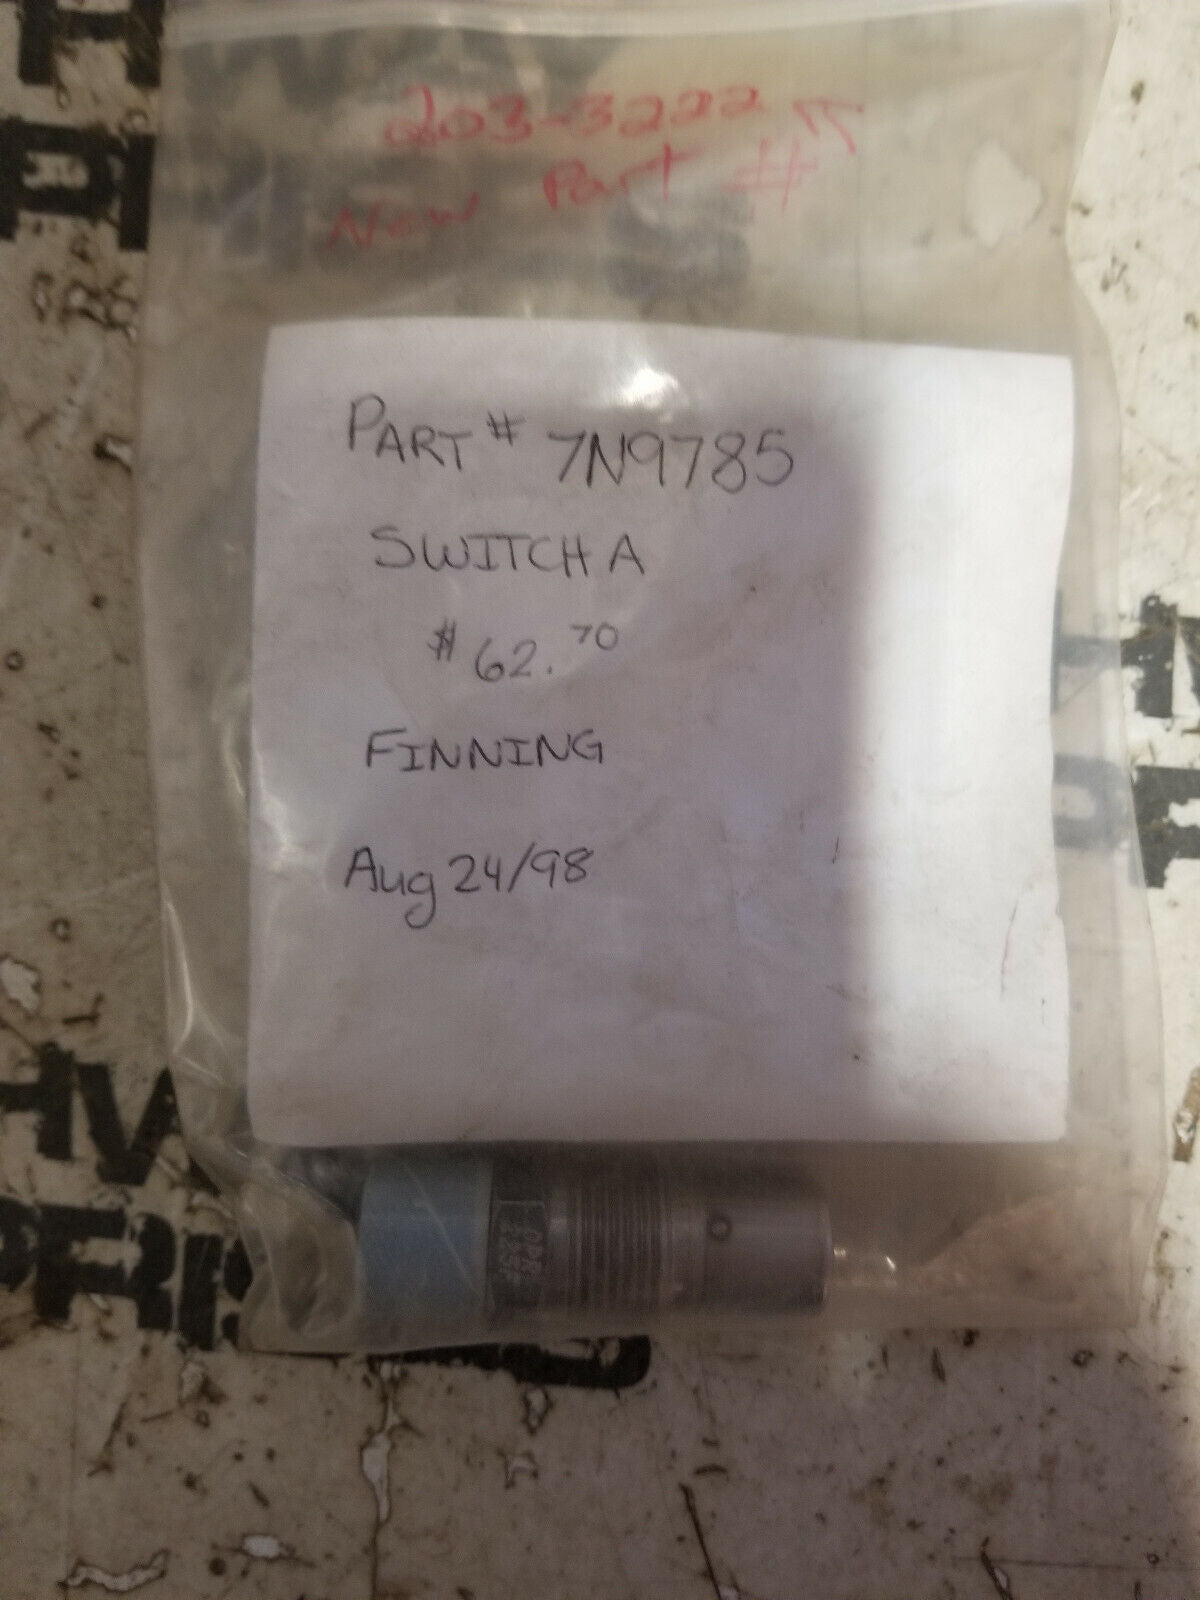 203-3222
New Part #
PART # 7N9785
SWITCH A
$ 62.70
FINNING
Aug 24/98